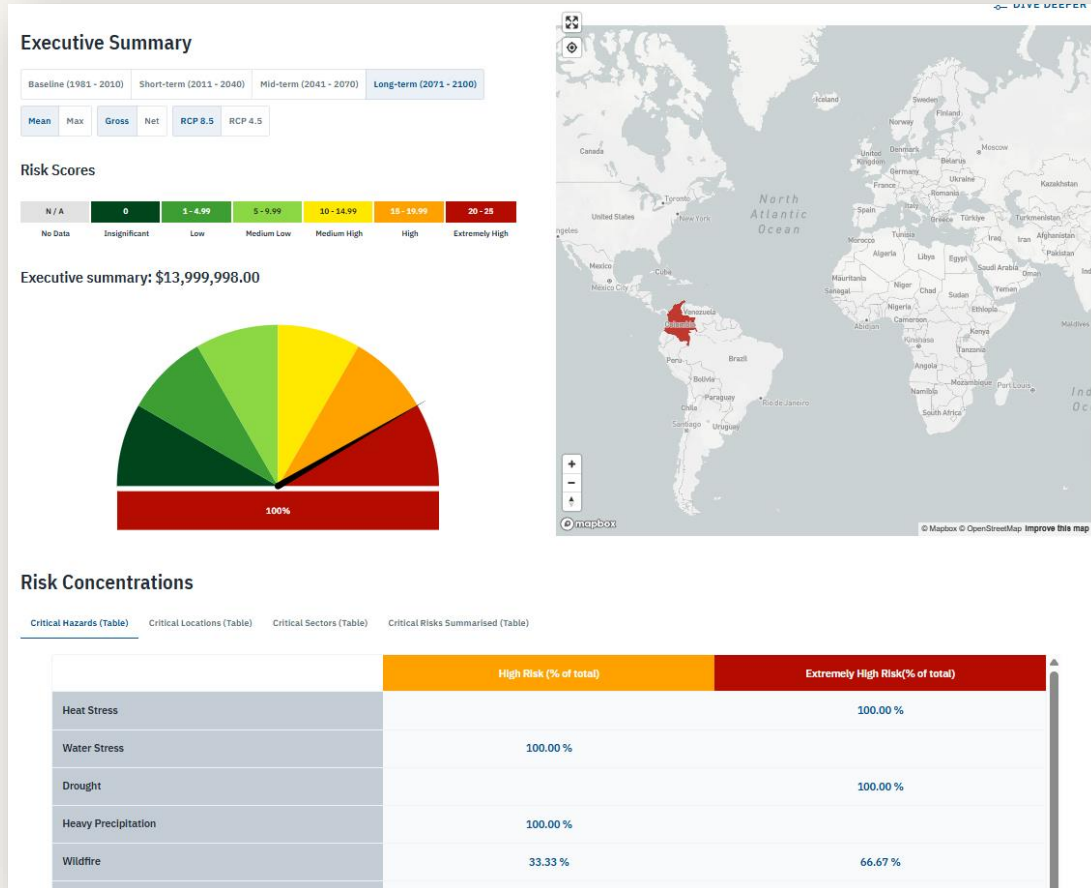 DIVE DEEPER
Executive Summary
Baseline (1981 - 2010) Short-term (2011 - 2040) Mid-term (2041 - 2070) Long-term (2071 - 2100)
Mean Max Gross Net RCP 8.5 RCP 4.5
Risk Scores
N / A 0 1 - 4.99 5 - 9.99 10 - 14.99 15 - 19.99 20 - 25
No Data Insignificant Low Medium Low Medium High High Extremely High
Executive summary: $13,999,998.00
100%
Iceland
Sweden
Finland
Norway
Canada
United Kingdom
Denmark
Moscow
Belarus
Germany
Ukraine
Kazakhstan
France
Romania
Toronto
North Atlantic Ocean
United States
New York
Spain
Italy
Greece
Türkiye
Turkmenistan
ngeles
Morocco
Tunisia
Iraq
Iran
Afghanistan
Algeria
Libya
Egypt
Pakistan
Mexico
Cuba
Saudi Arabia
Oman
Ind
Mexico City
Mauritania
Senegal
Niger
Chad
Sudan
Yemen
Venezuela
Colombia
Nigeria
Ethiopia
Cameroon
Abidjan
Kenya
Maldives
Kinshasa
Tanzania
Peru
Brazil
Angola
Bolivia
Namibia
Mozambique
Port Louis
Ind
Oc
Paraguay
Rio de Janeiro
Chile
South Africa
Santiago
Uruguay
mapbox
© Mapbox © OpenStreetMap Improve this map
Risk Concentrations
Critical Hazards (Table) Critical Locations (Table) Critical Sectors (Table) Critical Risks Summarised (Table)
High Risk (% of total) Extremely High Risk(% of total)
Heat Stress 100.00 %
Water Stress 100.00 %
Drought 100.00 %
Heavy Precipitation 100.00 %
Wildfire 33.33 % 66.67 %